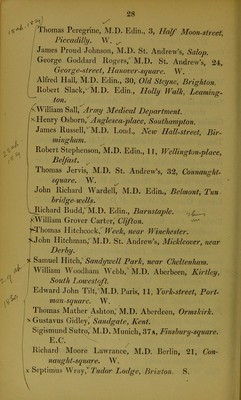 28
Thomas Peregrine, M.D. Edin., 3, Half Moon-street,
Piccadilly. W.
James Proud Johnson, M.D. St. Andrew's, Salop.
George Goddard Rogers, M.D. St. Andrew's, 24,
George-street, Hanover-square. W.
Alfred Hall, M.D. Edin., 30, Old Steyne, Brighton.
Robert Slack, M.D. Edin., Holly Walk, Leaming-
ton.
William Sall, Army Medical Department.
x Henry Osborn, Anglesea-place, Southampton.
James Russell, M.D. Lond., New Hall-street, Bir-
mingham.
Robert Stephenson, M.D. Edin., 11, Wellington-place,
Belfast.
Thomas Jervis, M.D. St. Andrew's, 32, Connaught-
square. W.
John Richard Wardell, M.D. Edin., Belmont, Tun-
bridge-wells.
Richard Budd, M.D. Edin., Barnstaple.
William Grover Carter, Clifton.
x Thomas Hitchcock, Week, near Winchester.
x John Hitchman, M.D. St. Andrew's, Mickleover, near
Derby.
x Samuel Hitch, Sandywell Park, near Cheltenham.
William Woodham Webb, M.D. Aberdeen, Kirtley,
South Lowestoft.
Edward John Tilt, M.D. Paris, 11, York-street, Port-
man-square. W.
Thomas Mather Ashton, M.D. Aberdeen, Ormskirk.
x Gustavus Gidley, Sandgate, Kent.
Sigismund Sutro, M.D. Munich, 37A, Finsbury-square.
E.C.
Richard Moore Lawrance, M.D. Berlin, 21, Con-
naught-square. W.
x Septimus Wray, Tudor Lodge, Brixton. S.